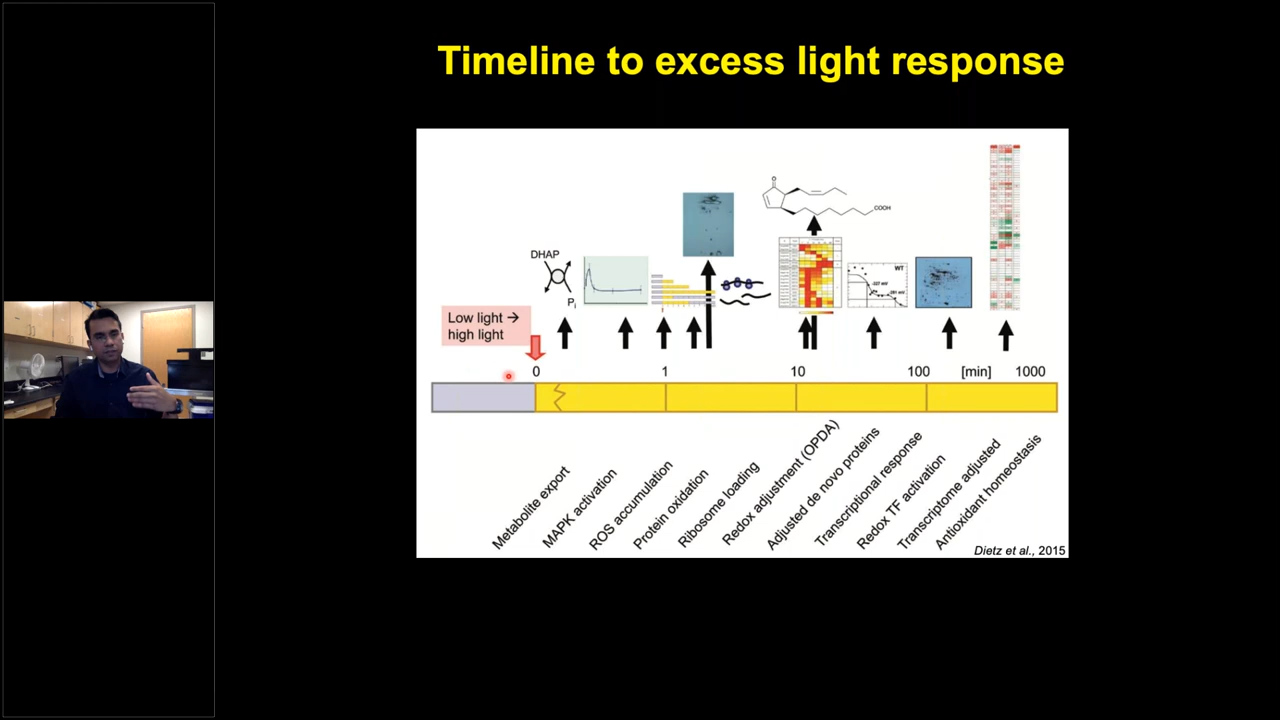 Timeline to excess light response
COOH
O
DHAP
Pi
WT
Low light →
high light
0
1
10
100
[min]
1000
Metabolite export
MAPK activation
ROS accumulation
Protein oxidation
Ribosome loading
Redox adjustment (OPDA)
Adjusted de novo proteins
Transcriptional response
Redox TF activation
Transcriptome adjusted
Antioxidant homeostasis
Dietz et al., 2015